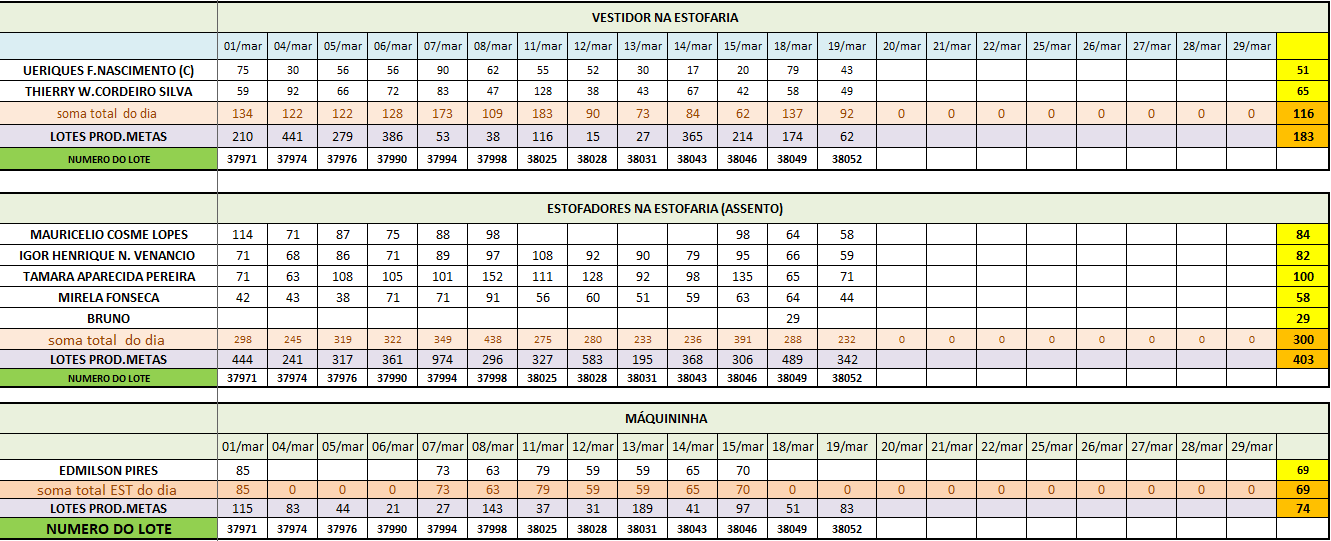 VESTIDOR NA ESTOFARIA
01/mar 04/mar 05/mar 06/mar 07/mar 08/mar 11/mar 12/mar 13/mar 14/mar 15/mar 18/mar 19/mar 20/mar 21/mar 22/mar 25/mar 26/mar 27/mar 28/mar 29/mar
UERIQUES F.NASCIMENTO (C) 75 30 56 56 90 62 55 52 30 17 20 79 43 51
THIERRY W.CORDEIRO SILVA 59 92 66 72 83 47 128 38 43 67 42 58 49 65
soma total do dia 134 122 122 128 173 109 183 90 73 84 62 137 92 0 0 0 0 0 0 0 0 116
LOTES PROD.METAS 210 441 279 386 53 38 116 15 27 365 214 174 62 183
NUMERO DO LOTE 37971 37974 37976 37990 37994 37998 38025 38028 38031 38043 38046 38049 38052
ESTOFADORES NA ESTOFARIA (ASSENTO)
MAURICELIO COSME LOPES 114 71 87 75 88 98 98 64 58 84
IGOR HENRIQUE N. VENANCIO 71 68 86 71 89 97 108 92 90 79 95 66 59 82
TAMARA APARECIDA PEREIRA 71 63 108 105 101 152 111 128 92 98 135 65 71 100
MIRELA FONSECA 42 43 38 71 71 91 56 60 51 59 63 64 44 58
BRUNO 29 29
soma total do dia 298 245 319 322 349 438 275 280 233 236 391 288 232 0 0 0 0 0 0 0 0 300
LOTES PROD.METAS 444 241 317 361 974 296 327 583 195 368 306 489 342 403
NUMERO DO LOTE 37971 37974 37976 37990 37994 37998 38025 38028 38031 38043 38046 38049 38052
MÁQUININHA
01/mar 04/mar 05/mar 06/mar 07/mar 08/mar 11/mar 12/mar 13/mar 14/mar 15/mar 18/mar 19/mar 20/mar 21/mar 22/mar 25/mar 26/mar 27/mar 28/mar 29/mar
EDMILSON PIRES 85 73 63 79 59 59 65 70 69
soma total EST do dia 85 0 0 0 73 63 79 59 59 65 70 0 0 0 0 0 0 0 0 0 0 69
LOTES PROD.METAS 115 83 44 21 27 143 37 31 189 41 97 51 83 74
NUMERO DO LOTE 37971 37974 37976 37990 37994 37998 38025 38028 38031 38043 38046 38049 38052